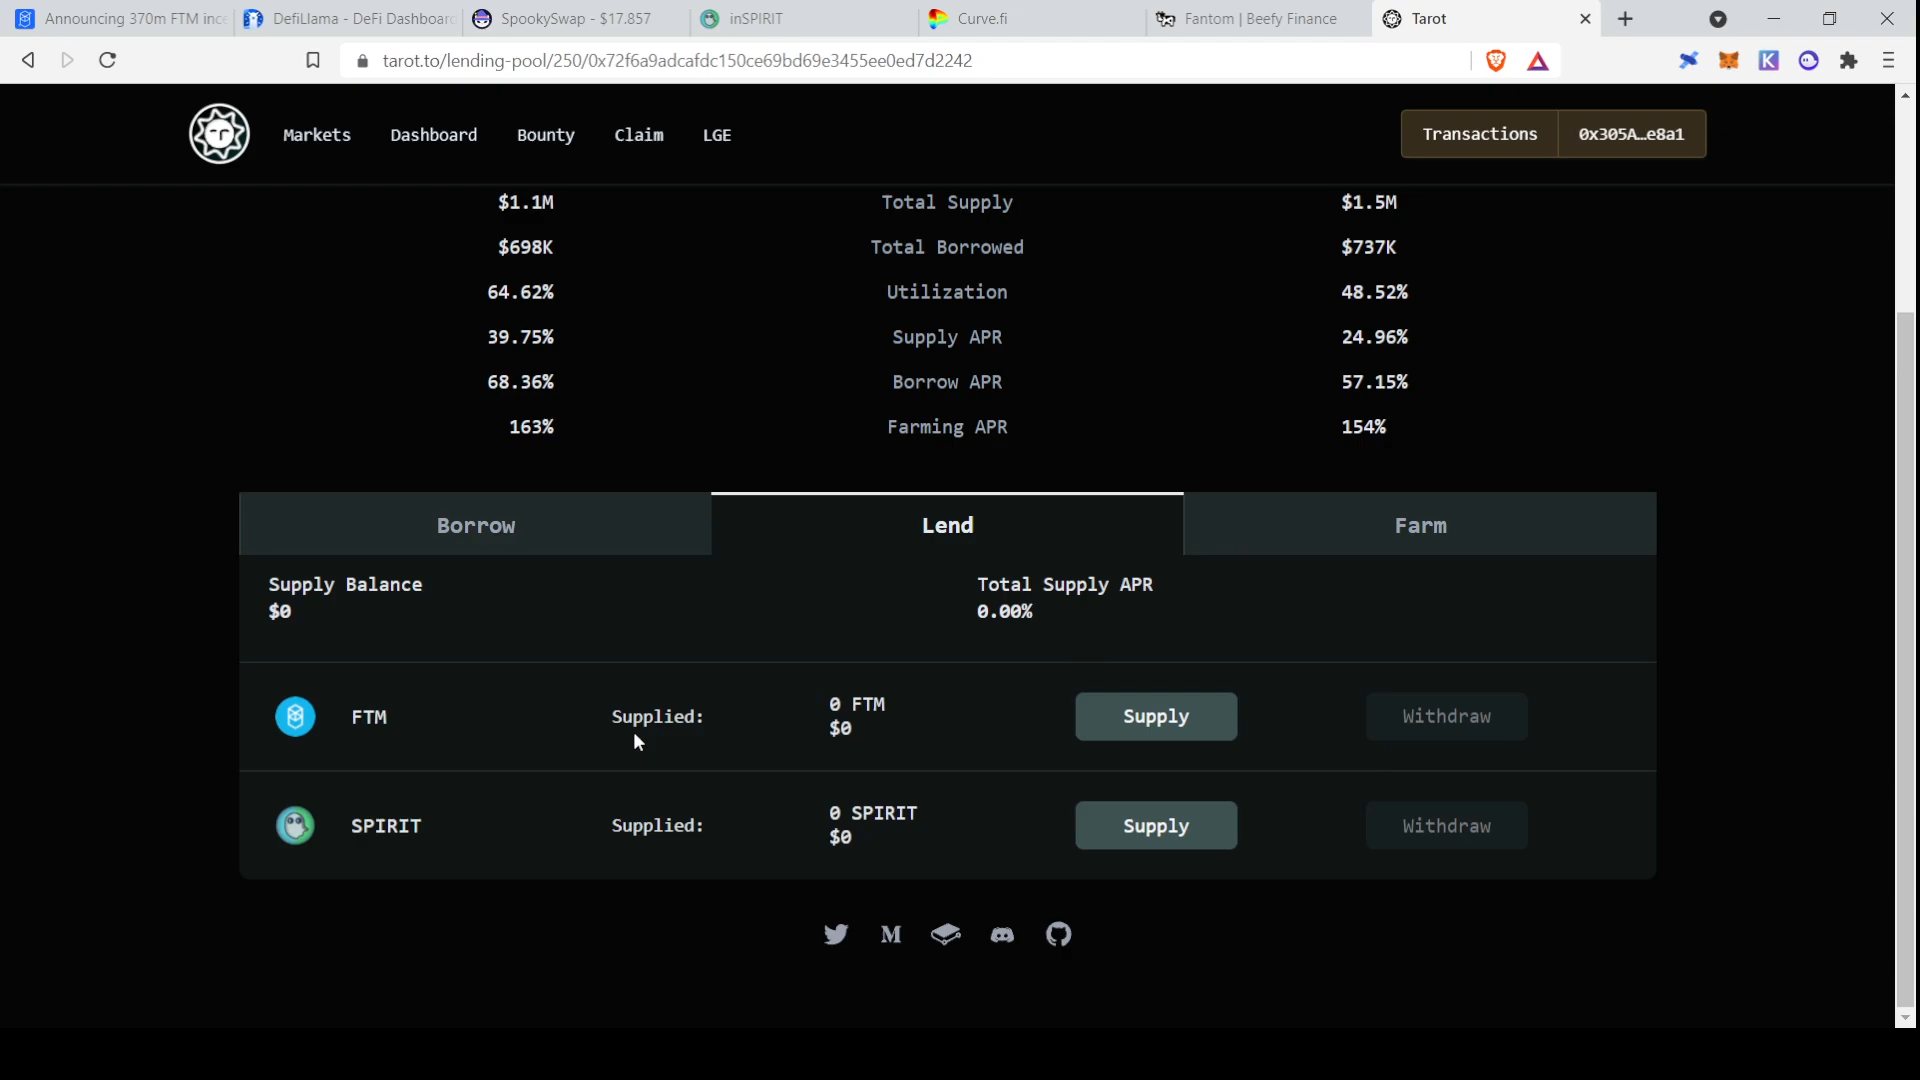 Announcing 370m FTM ince
DefiLlama - DeFi Dashboard
SpookySwap - $17.857
inSPIRIT
Curve.fi
Fantom | Beefy Finance
Tarot
tarot.to/lending-pool/250/0x72f6a9adcafdc150ce69bd69e3455ee0ed7d2242
Markets
Dashboard
Bounty
Claim
LGE
Transactions
0x305A…e8a1
$1.1M Total Supply $1.5M
$698K Total Borrowed $737K
64.62% Utilization 48.52%
39.75% Supply APR 24.96%
68.36% Borrow APR 57.15%
163% Farming APR 154%
Borrow
Lend
Farm
Supply Balance
$0
Total Supply APR
0.00%
FTM
Supplied:
0 FTM
$0
Supply
Withdraw
SPIRIT
Supplied:
0 SPIRIT
$0
Supply
Withdraw